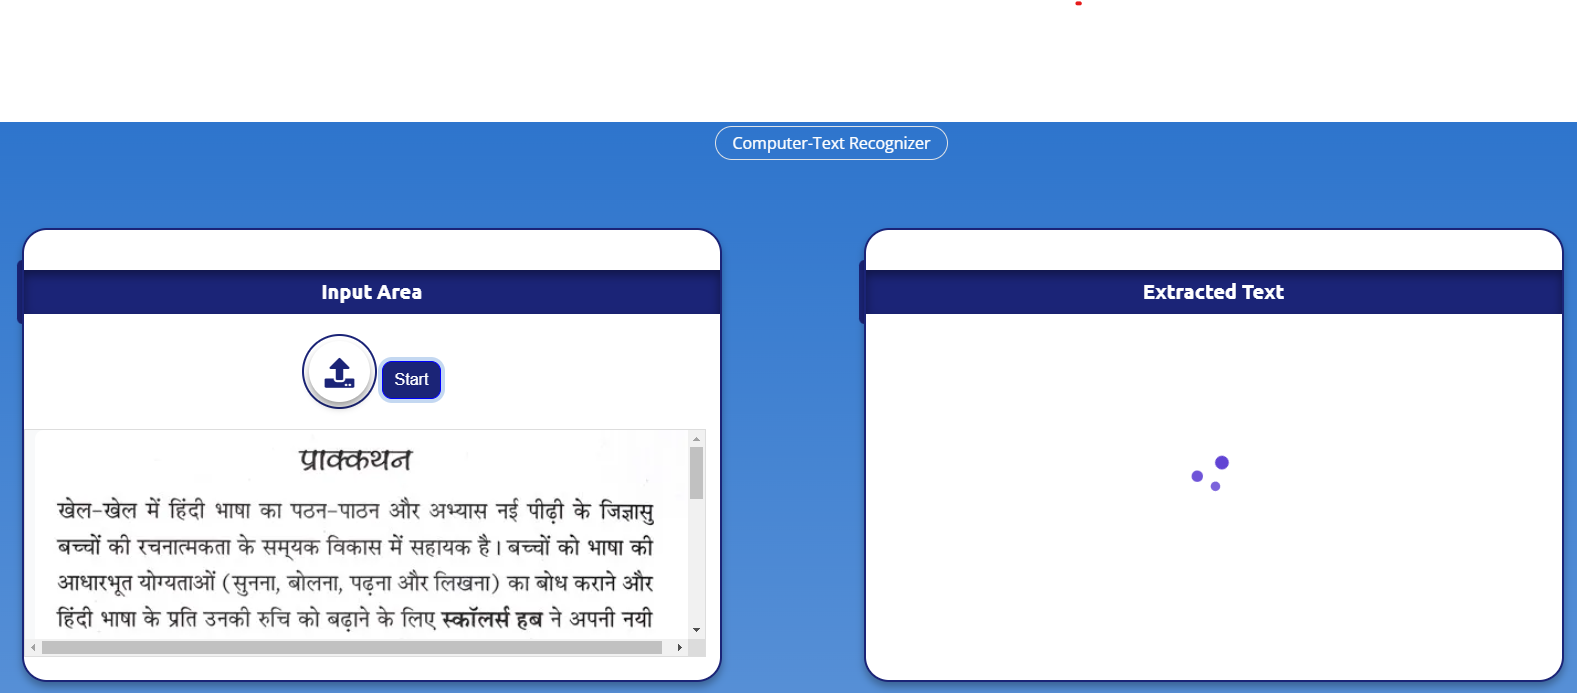 Computer-Text Recognizer
Input Area
Start
प्राक्कथन
खेल-खेल में हिंदी भाषा का पठन-पाठन और अभ्यास नई पीढ़ी के जिज्ञासु
बच्चों की रचनात्मकता के सम्‌यक विकास में सहायक है। बच्चों को भाषा की
आधारभूत योग्यताओं (सुनना, बोलना, पढ़ना और लिखना) का बोध कराने और
हिंदी भाषा के प्रति उनकी रुचि को बढ़ाने के लिए स्कॉलर्स हब ने अपनी नयी
Extracted Text